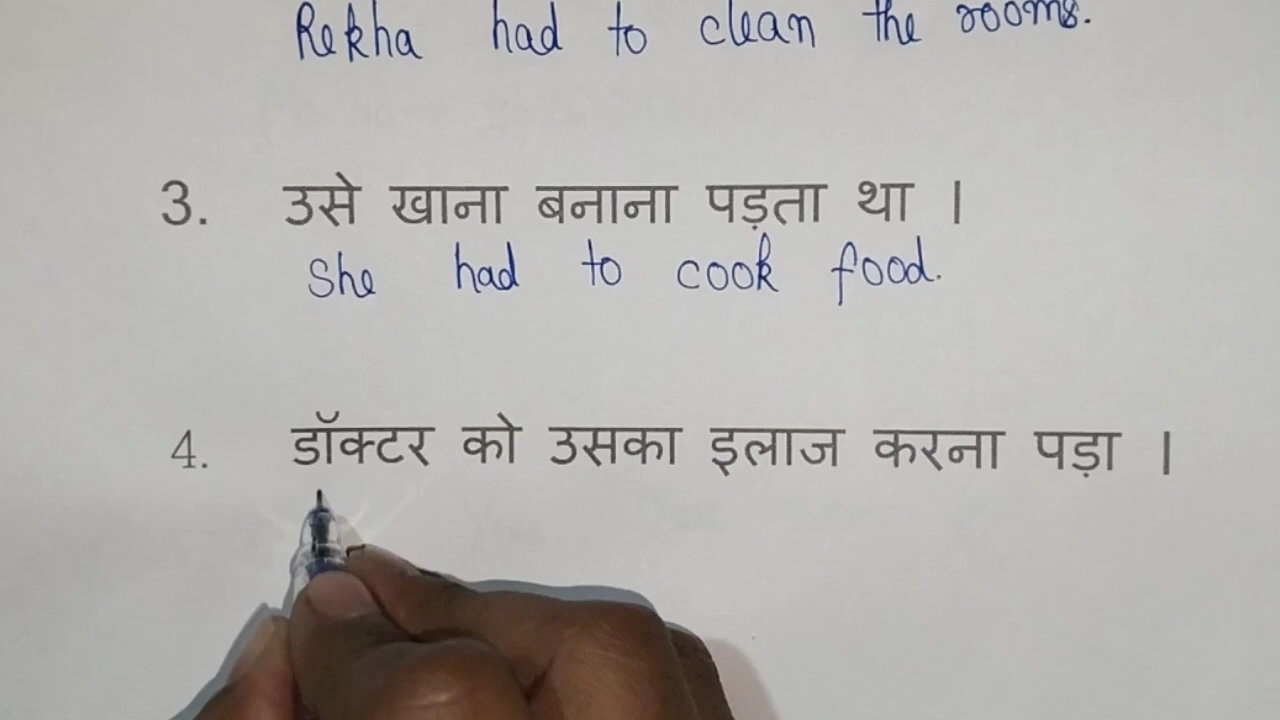 Rekha had to clean the rooms.
3. उसे खाना बनाना पड़ता था ।
She had to cook food.
4. डॉक्टर को उसका इलाज करना पड़ा ।